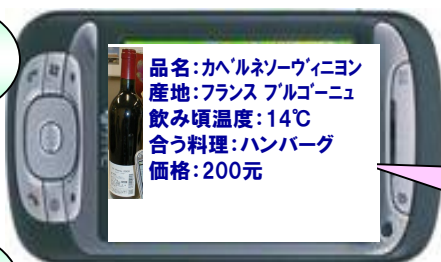 品名:カベルネソーヴィニヨン
産地:フランス ブルゴーニュ
飲み頃温度:14℃
合う料理:ハンバーグ
価格:200元